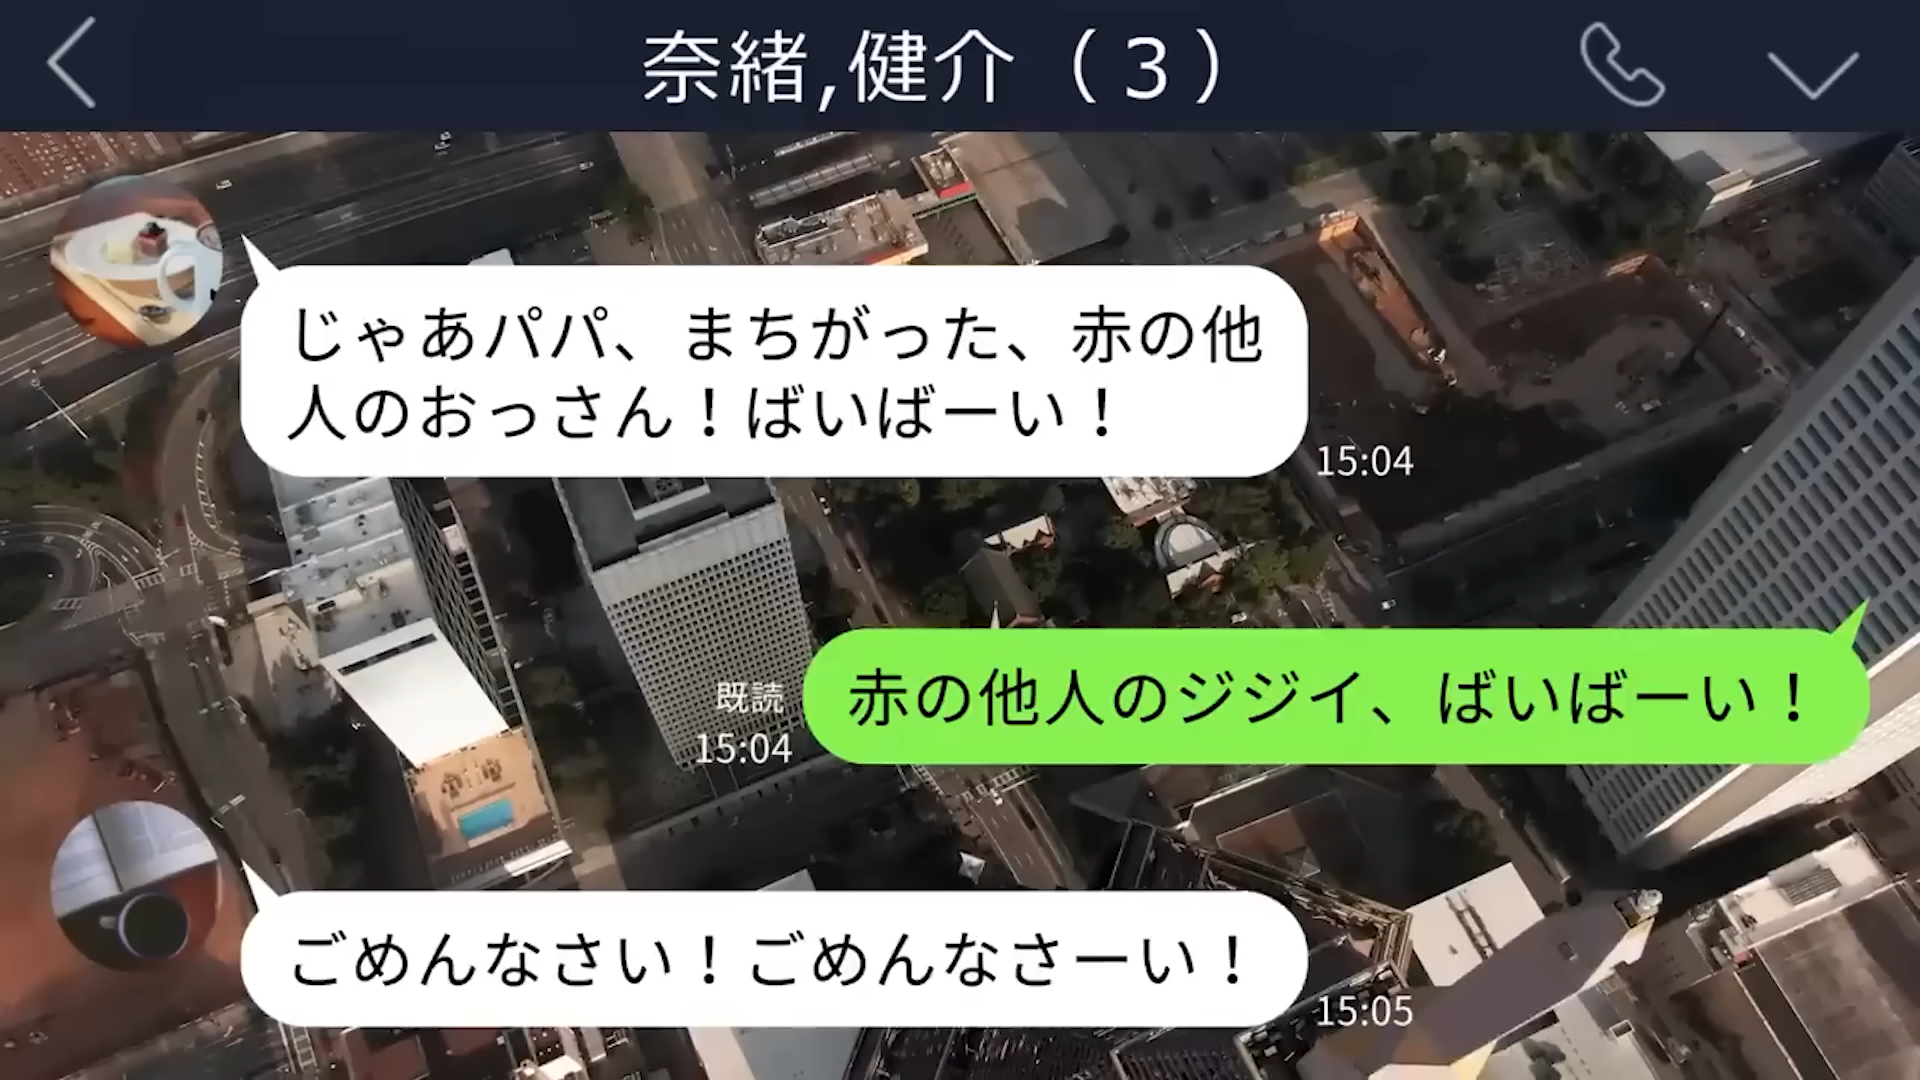 奈緒,健介（３）
じゃあパパ、まちがった、赤の他
人のおっさん！ばいばーい！
15:04
赤の他人のジジイ、ばいばーい！
既読
15:04
ごめんなさい！ごめんなさーい！
15:05